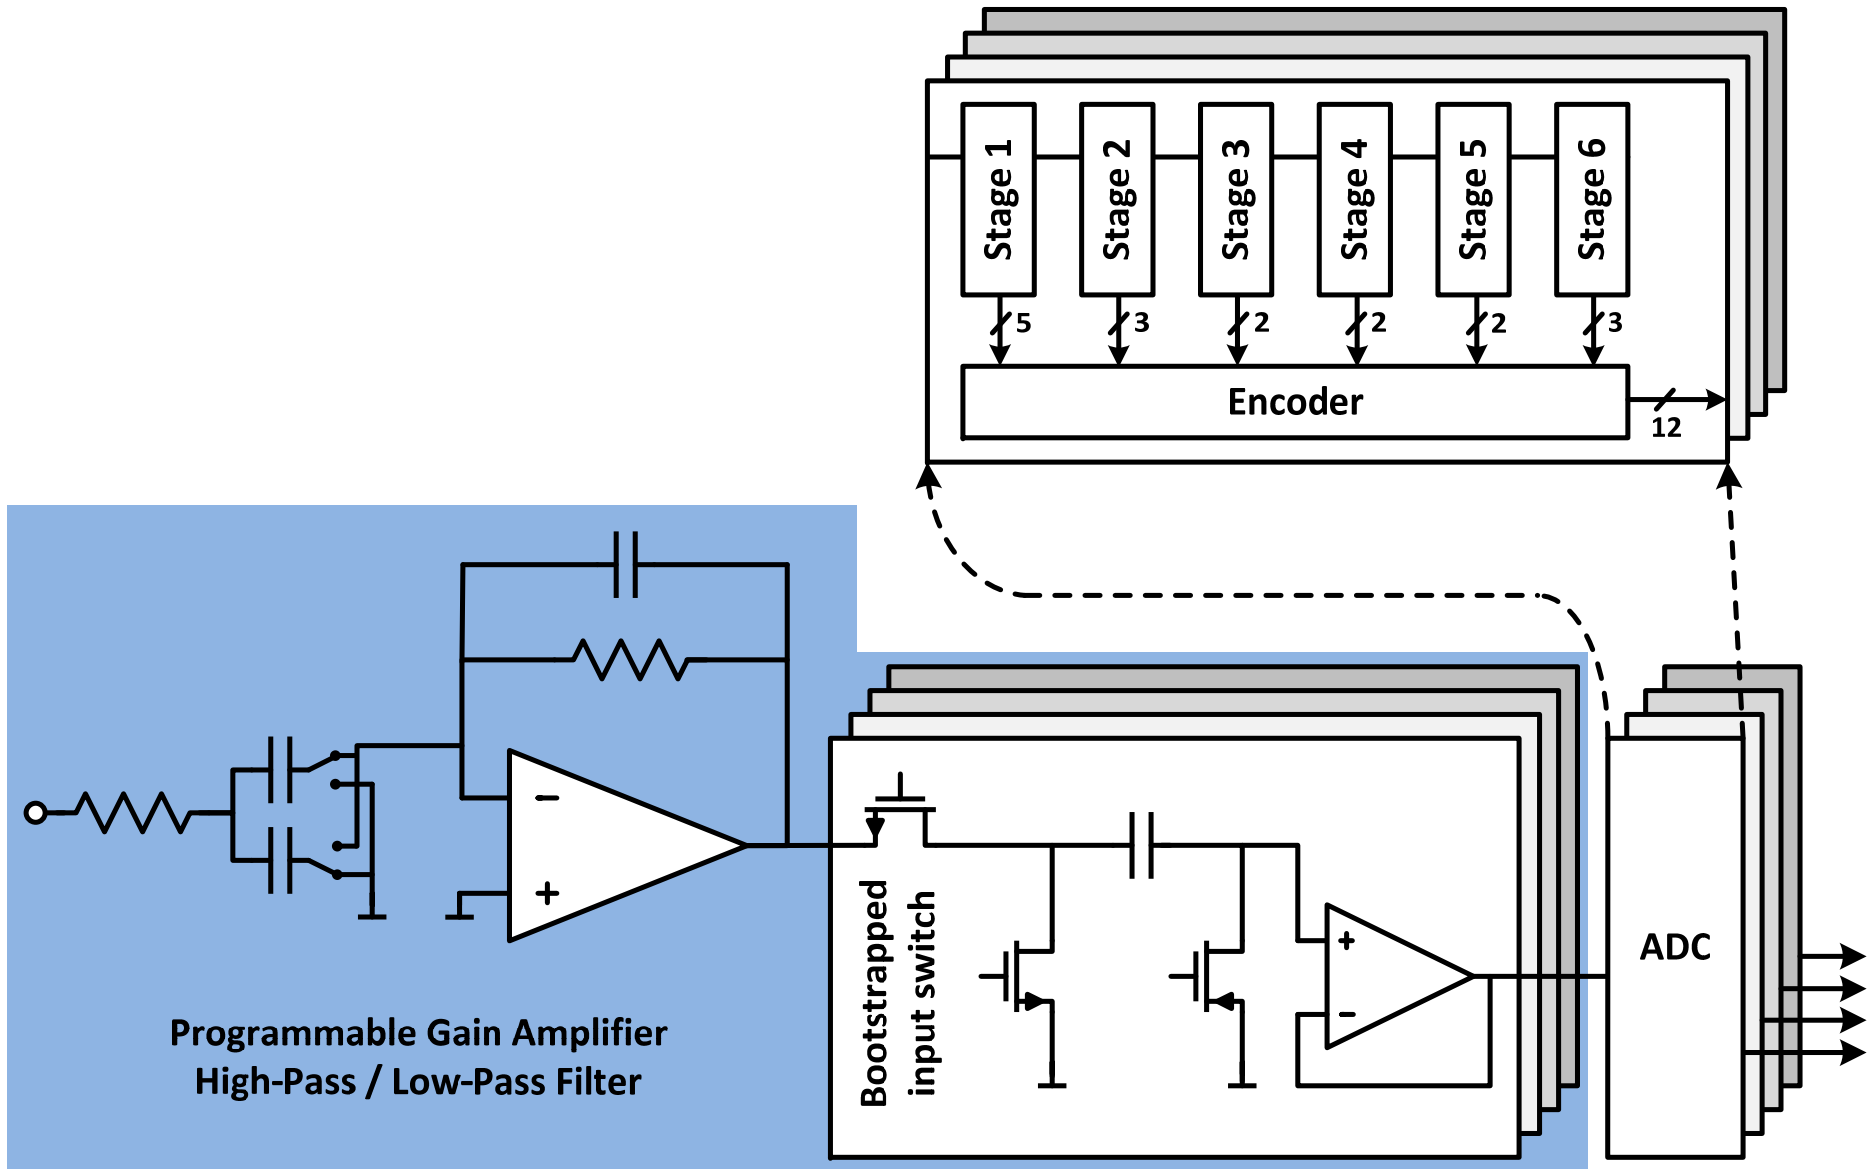 Stage 1
Stage 2
Stage 3
Stage 4
Stage 5
Stage 6
5
3
2
2
2
3
Encoder
12
Programmable Gain Amplifier
High-Pass / Low-Pass Filter
Bootstrapped
input switch
ADC